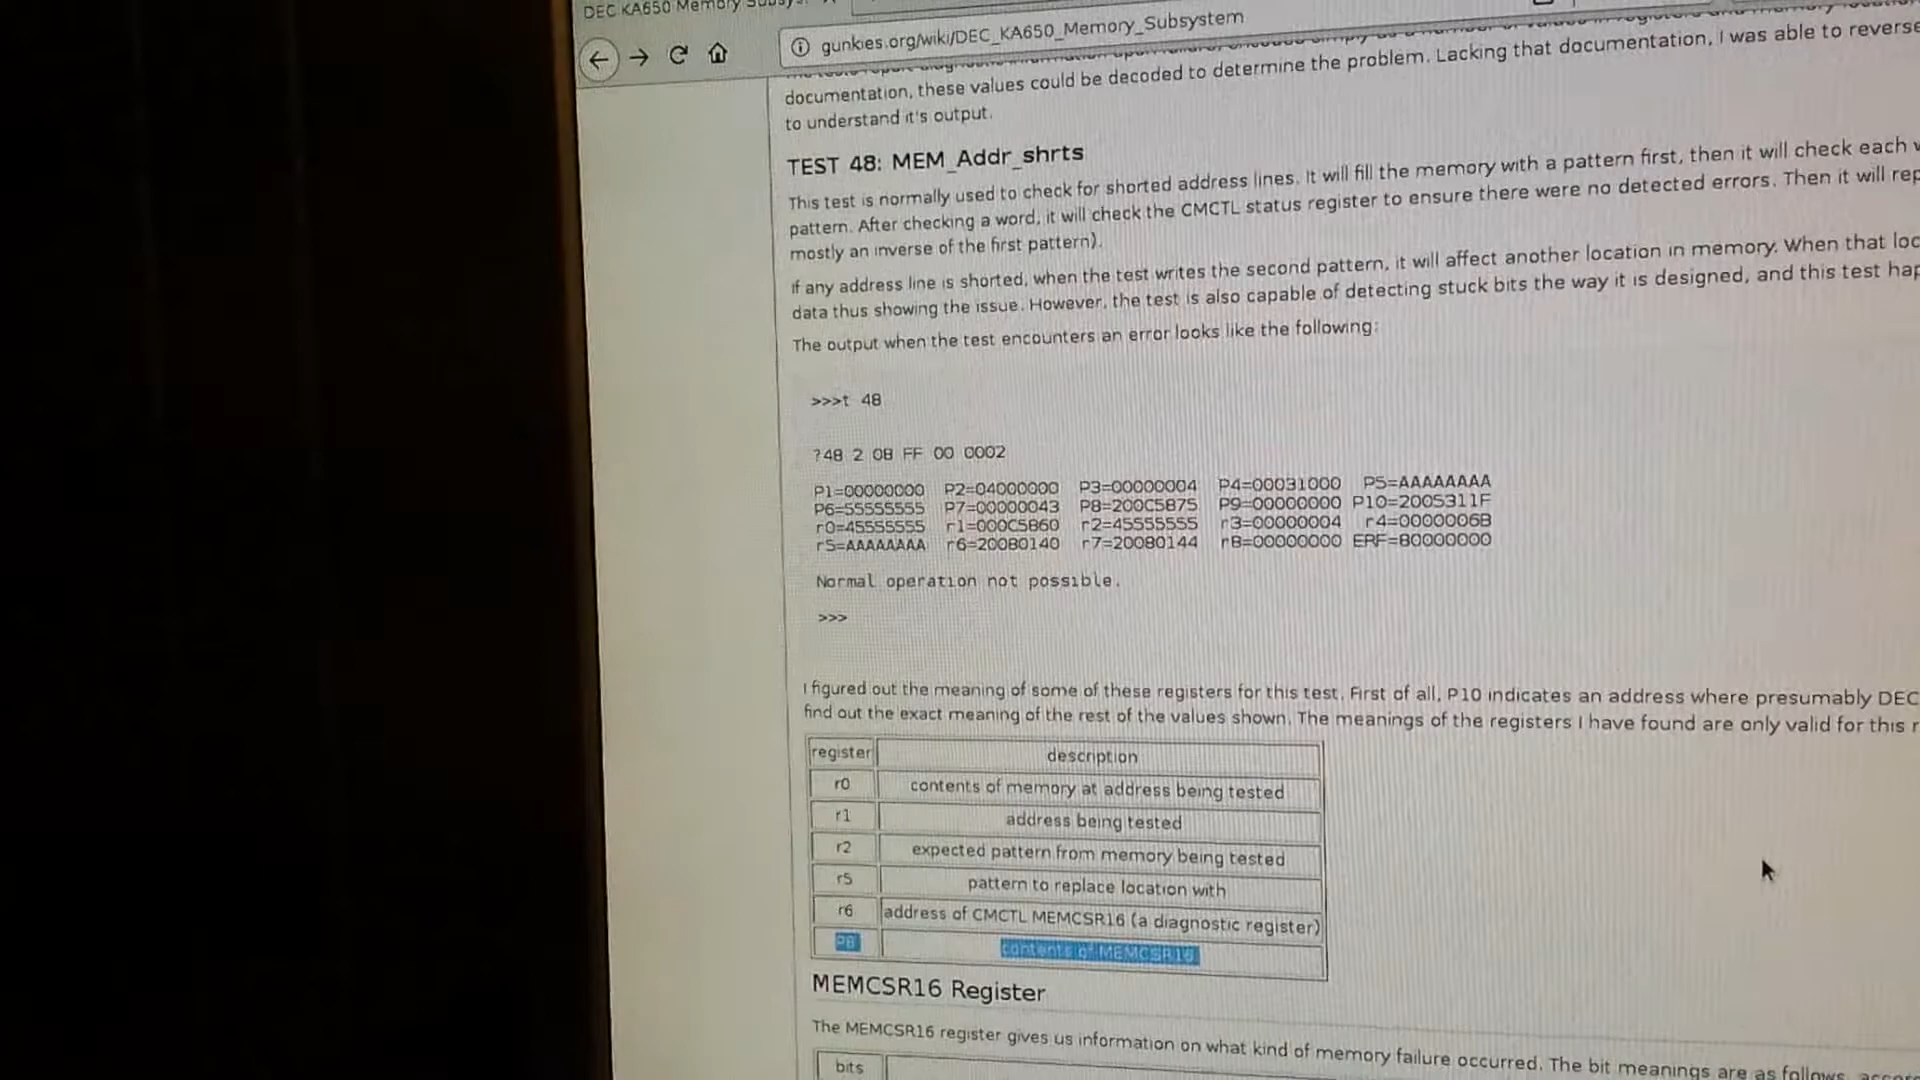 DEC KA650 Memory Subsy
gunkies.org/wiki/DEC_KA650_Memory_Subsystem
documentation, these values could be decoded to determine the problem. Lacking that documentation, I was able to reverse
to understand it's output.
TEST 48: MEM_Addr_shrts
This test is normally used to check for shorted address lines. It will fill the memory with a pattern first, then it will check each
pattern. After checking a word, it will check the CMCTL status register to ensure there were no detected errors. Then it will rep
mostly an inverse of the first pattern).
If any address line is shorted, when the test writes the second pattern, it will affect another location in memory. When that loc
data thus showing the issue. However, the test is also capable of detecting stuck bits the way it is designed, and this test hap
The output when the test encounters an error looks like the following:
>>>t 48
?48 2 08 FF 00 0002
P1=00000000 P2=04000000 P3=00000004 P4=00031000 P5=AAAAAAAA
P6=55555555 P7=00000043 P8=200C5875 P9=00000000 P10=2005311F
r0=45555555 r1=000C5860 r2=45555555 r3=00000004 r4=0000006B
r5=AAAAAAAA r6=20080140 r7=20080144 r8=00000000 ERF=80000000
Normal operation not possible.
>>>
I figured out the meaning of some of these registers for this test. First of all, P10 indicates an address where presumably DEC
find out the exact meaning of the rest of the values shown. The meanings of the registers I have found are only valid for this r
register description
r0 contents of memory at address being tested
r1 address being tested
r2 expected pattern from memory being tested
r5 pattern to replace location with
r6 address of CMCTL MEMCSR16 (a diagnostic register)
P8 contents of MEMCSR16
MEMCSR16 Register
The MEMCSR16 register gives us information on what kind of memory failure occurred. The bit meanings are as follows,
bits